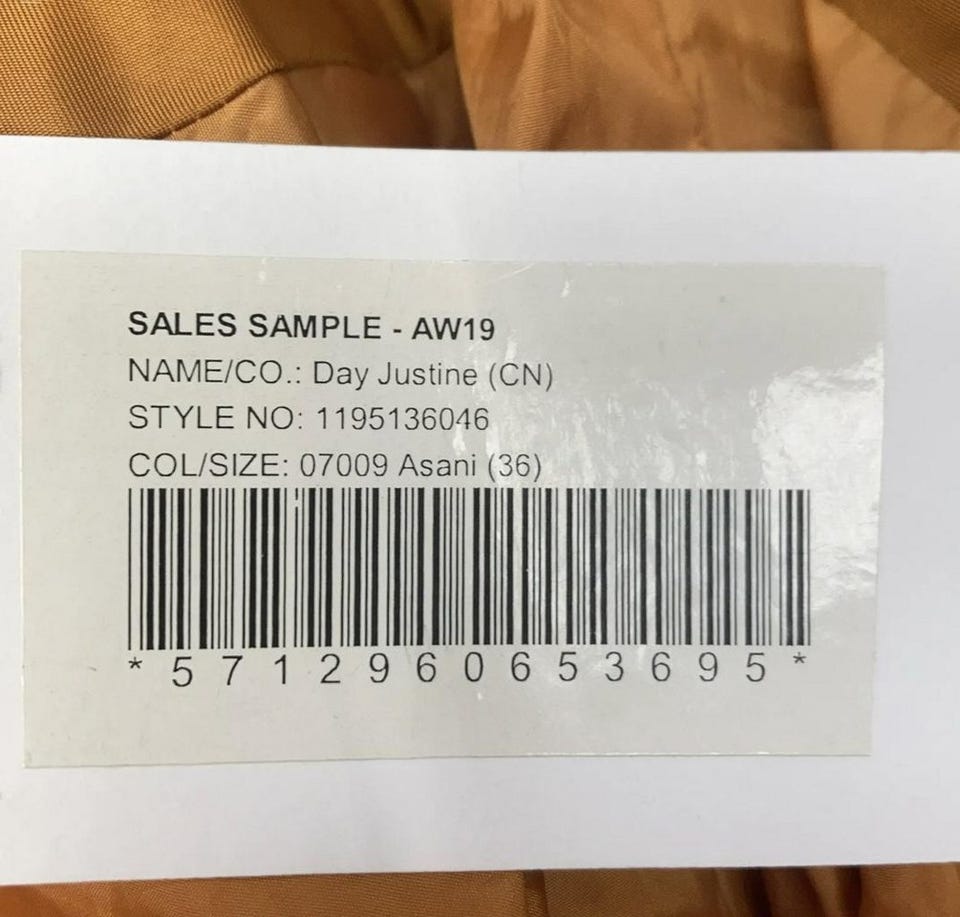 SALES SAMPLE - AW19
NAME/CO.: Day Justine (CN)
STYLE NO: 1195136046
COL/SIZE: 07009 Asani (36)
*5712960653695*